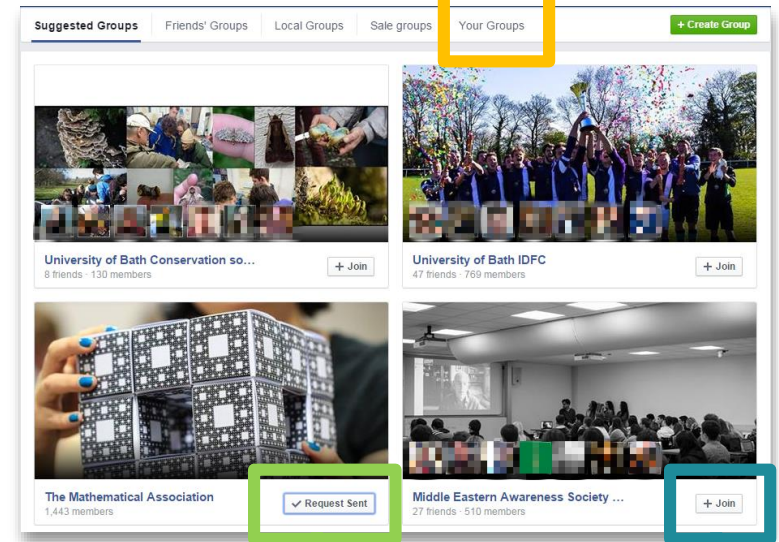 Suggested Groups Friends' Groups Local Groups Sale groups Your Groups + Create Group
University of Bath Conservation so...
8 friends · 130 members
+ Join
University of Bath IDFC
47 friends · 769 members
+ Join
The Mathematical Association
1,443 members
✓ Request Sent
Middle Eastern Awareness Society ...
27 friends · 510 members
+ Join